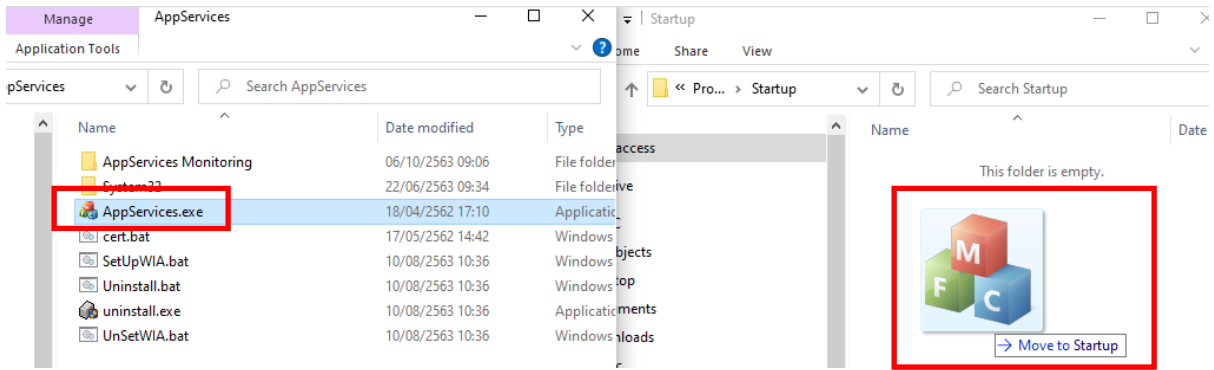 Manage AppServices
Application Tools
pServices Search AppServices
Name Date modified Type
AppServices Monitoring 06/10/2563 09:06 File folder
System32 22/06/2563 09:34 File folder
AppServices.exe 18/04/2562 17:10 Applicatic
cert.bat 17/05/2562 14:42 Windows
SetUpWIA.bat 10/08/2563 10:36 Windows
Uninstall.bat 10/08/2563 10:36 Windows
uninstall.exe 10/08/2563 10:36 Applicatic
UnSetWIA.bat 10/08/2563 10:36 Windows
Startup
ome Share View
« Pro... › Startup Search Startup
access
ive
bjects
top
ments
nloads
Name Date
This folder is empty.
M
F C
→ Move to Startup